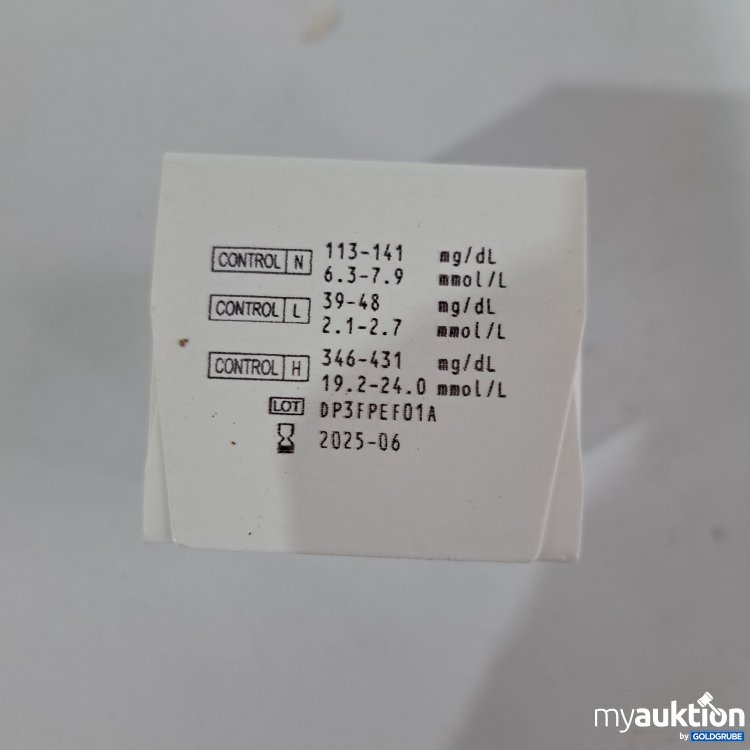 CONTROL N 113-141 mg/dL
6.3-7.9 mmol/L
CONTROL L 39-48 mg/dL
2.1-2.7 mmol/L
CONTROL H 346-431 mg/dL
19.2-24.0 mmol/L
LOT DP3FPEF01A
2025-06
myauktion
by GOLDGRUBE